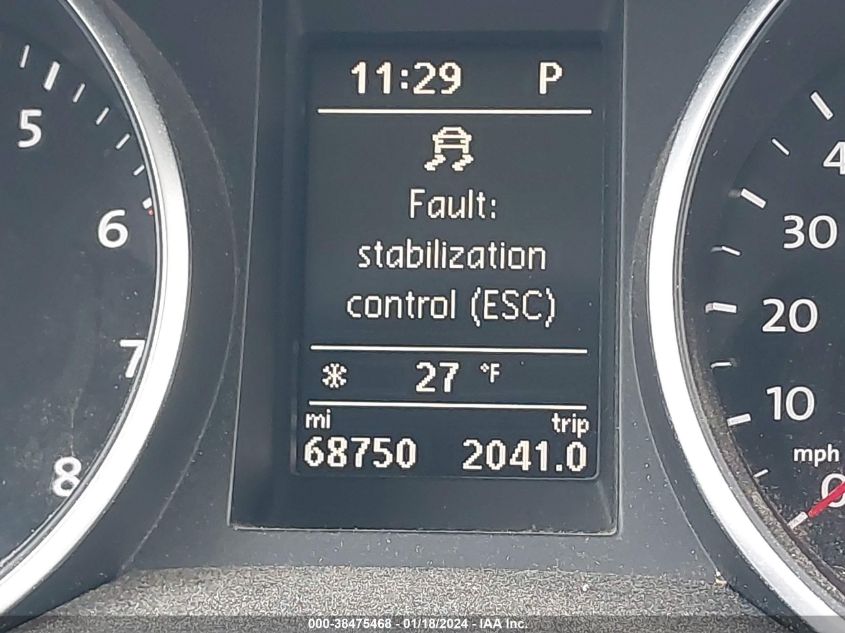 11:29 P
Fault:
stabilization
control (ESC)
27 °F
mi trip
68750 2041.0
5
6
7
8
4
30
20
10
mph
0
000-38475468 - 01/18/2024 - IAA Inc.